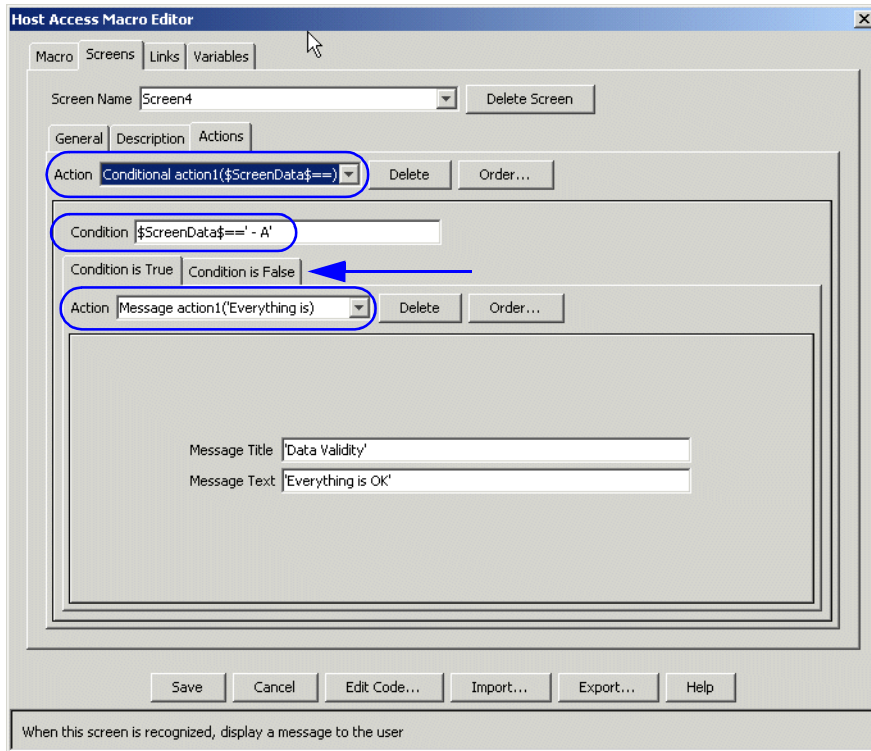 Host Access Macro Editor
Macro Screens Links Variables
Screen Name Screen4 Delete Screen
General Description Actions
Action Conditional action1($ScreenData$==) Delete Order...
Condition $ScreenData$==' - A'
Condition is True Condition is False
Action Message action1('Everything is) Delete Order...
Message Title 'Data Validity'
Message Text 'Everything is OK'
Save Cancel Edit Code... Import... Export... Help
When this screen is recognized, display a message to the user